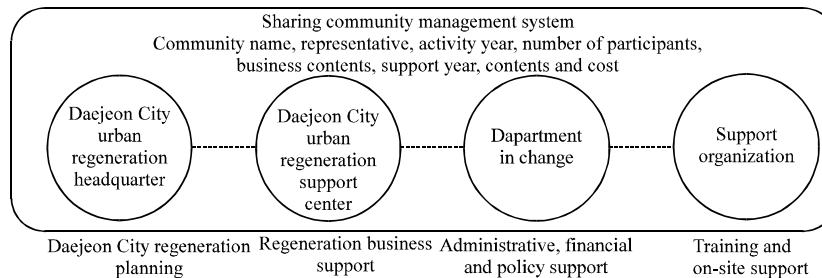 Sharing community management system
Community name, representative, activity year, number of participants,
business contents, support year, contents and cost
Daejeon City
urban
regeneration
headquarter
Daejeon City
urban
regeneration
support
center
Dapartment
in change
Support
organization
Daejeon City regeneration
planning
Regeneration business
support
Administrative, financial
and policy support
Training and
on-site support